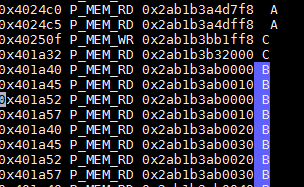 0x4024c0 P_MEM_RD 0x2ab1b3a4d7f8 A
0x4024c5 P_MEM_RD 0x2ab1b3a4dff8 A
0x40250f P_MEM_WR 0x2ab1b3bb1ff8 C
0x401a32 P_MEM_RD 0x2ab1b3b32000 C
0x401a40 P_MEM_RD 0x2ab1b3ab0000 B
0x401a45 P_MEM_RD 0x2ab1b3ab0010 B
0x401a52 P_MEM_RD 0x2ab1b3ab0000 B
0x401a57 P_MEM_RD 0x2ab1b3ab0010 B
0x401a40 P_MEM_RD 0x2ab1b3ab0020 B
0x401a45 P_MEM_RD 0x2ab1b3ab0030 B
0x401a52 P_MEM_RD 0x2ab1b3ab0020 B
0x401a57 P_MEM_RD 0x2ab1b3ab0030 B